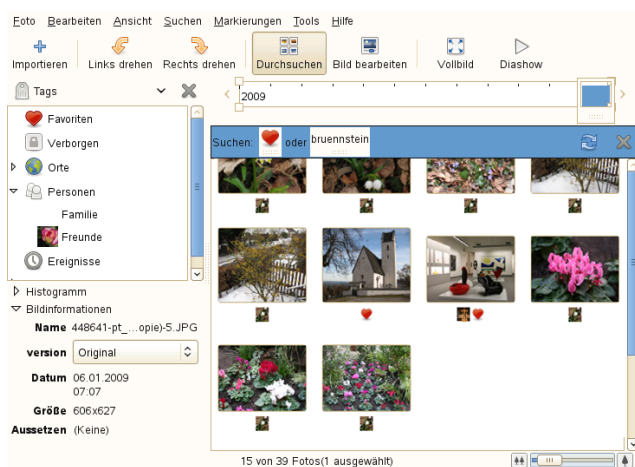 Foto Bearbeiten Ansicht Suchen Markierungen Tools Hilfe
Importieren Links drehen Rechts drehen Durchsuchen Bild bearbeiten Vollbild Diashow
Tags
2009
Favoriten
Verborgen
Orte
Personen
Familie
Freunde
Ereignisse
Suchen: oder bruennstein
Histogramm
Bildinformationen
Name 448641-pt_...opie)-5.JPG
version Original
Datum 06.01.2009
07:07
Größe 606x627
Aussetzen (Keine)
15 von 39 Fotos(1 ausgewählt)